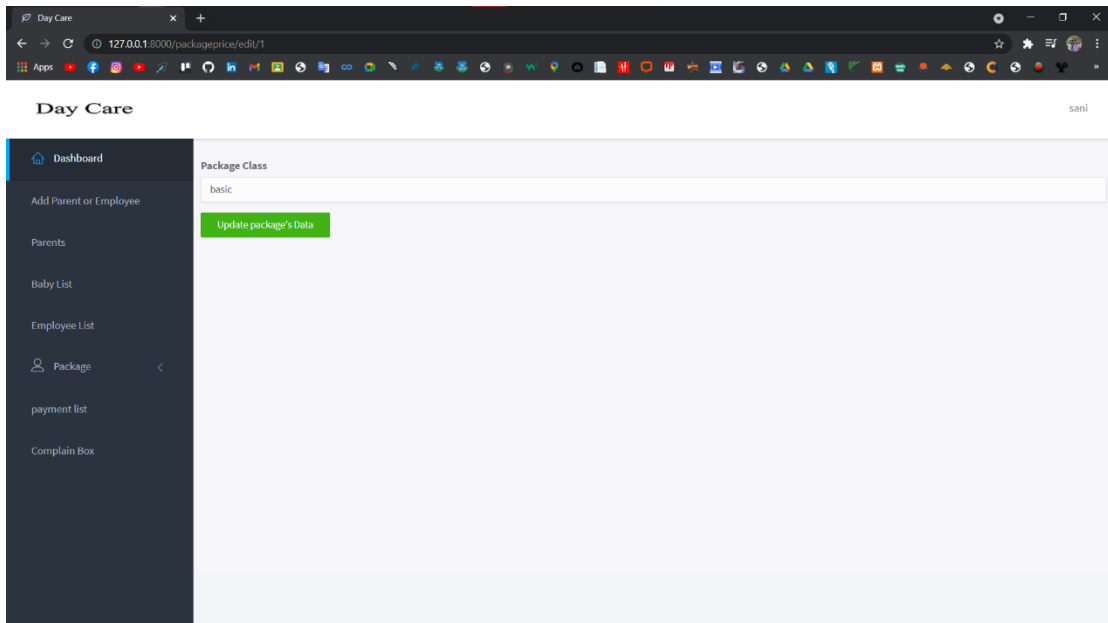 Day Care
127.0.0.1:8000/packageprice/edit/1
Apps
Day Care
sani
Dashboard
Package Class
basic
Add Parent or Employee
Update package's Data
Parents
Baby List
Employee List
Package
payment list
Complain Box